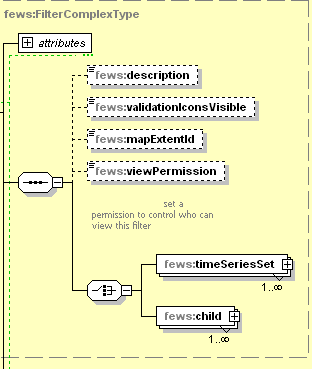 fews:FilterComplexType
attributes
fews:description
fews:validationIconsVisible
fews:mapExtentId
fews:viewPermission
set a
permission to control who can
view this filter
fews:timeSeriesSet
1..∞
fews:child
1..∞